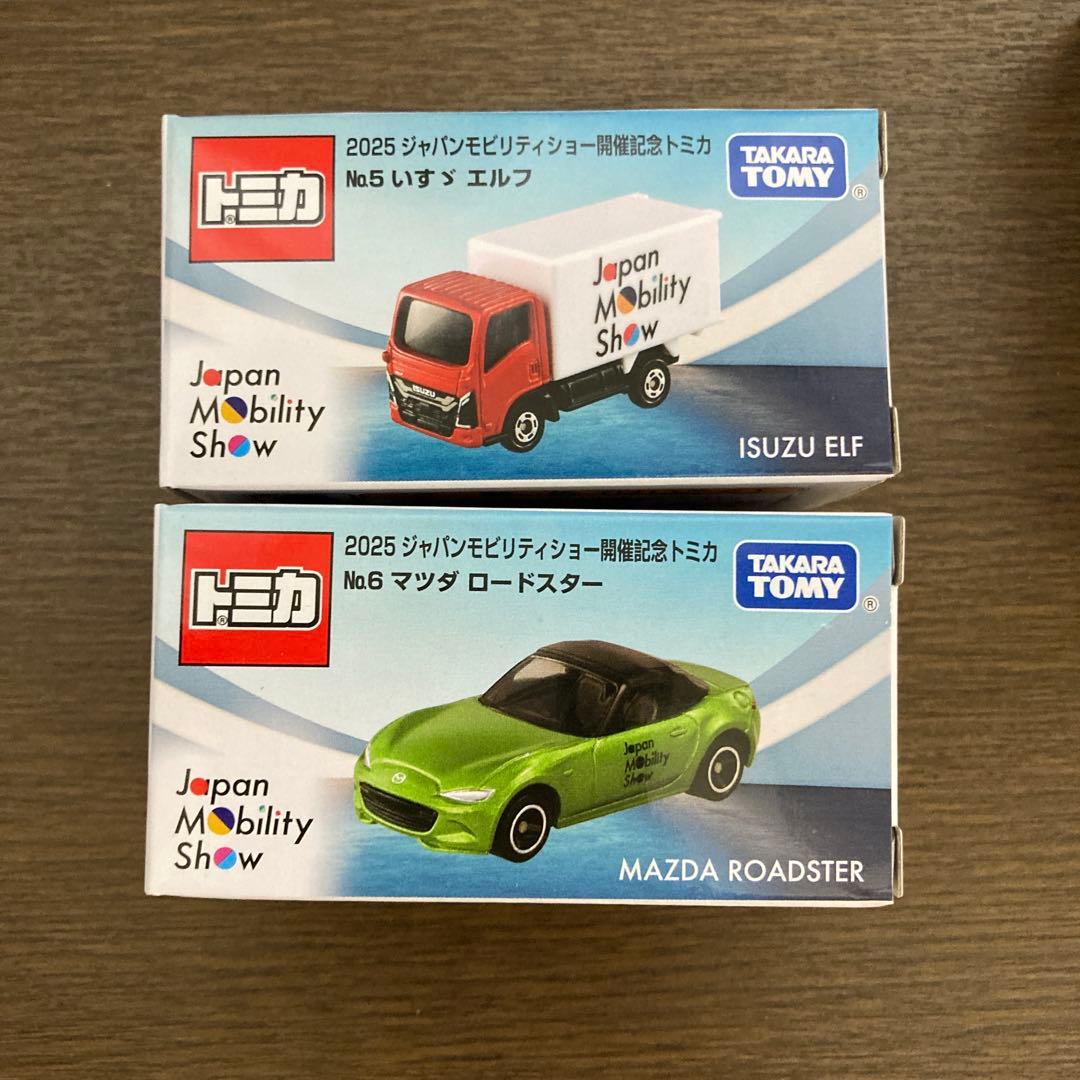 トミカ®
2025 ジャパンモビリティショー開催記念トミカ
No.5 いすゞ エルフ
TAKARA
TOMY®
Japan
Mobility
Show
ISUZU
Japan
Mobility
Show
ISUZU ELF
トミカ®
2025 ジャパンモビリティショー開催記念トミカ
No.6 マツダ ロードスター
TAKARA
TOMY®
Japan
Mobility
Show
Japan
Mobility
Show
MAZDA ROADSTER